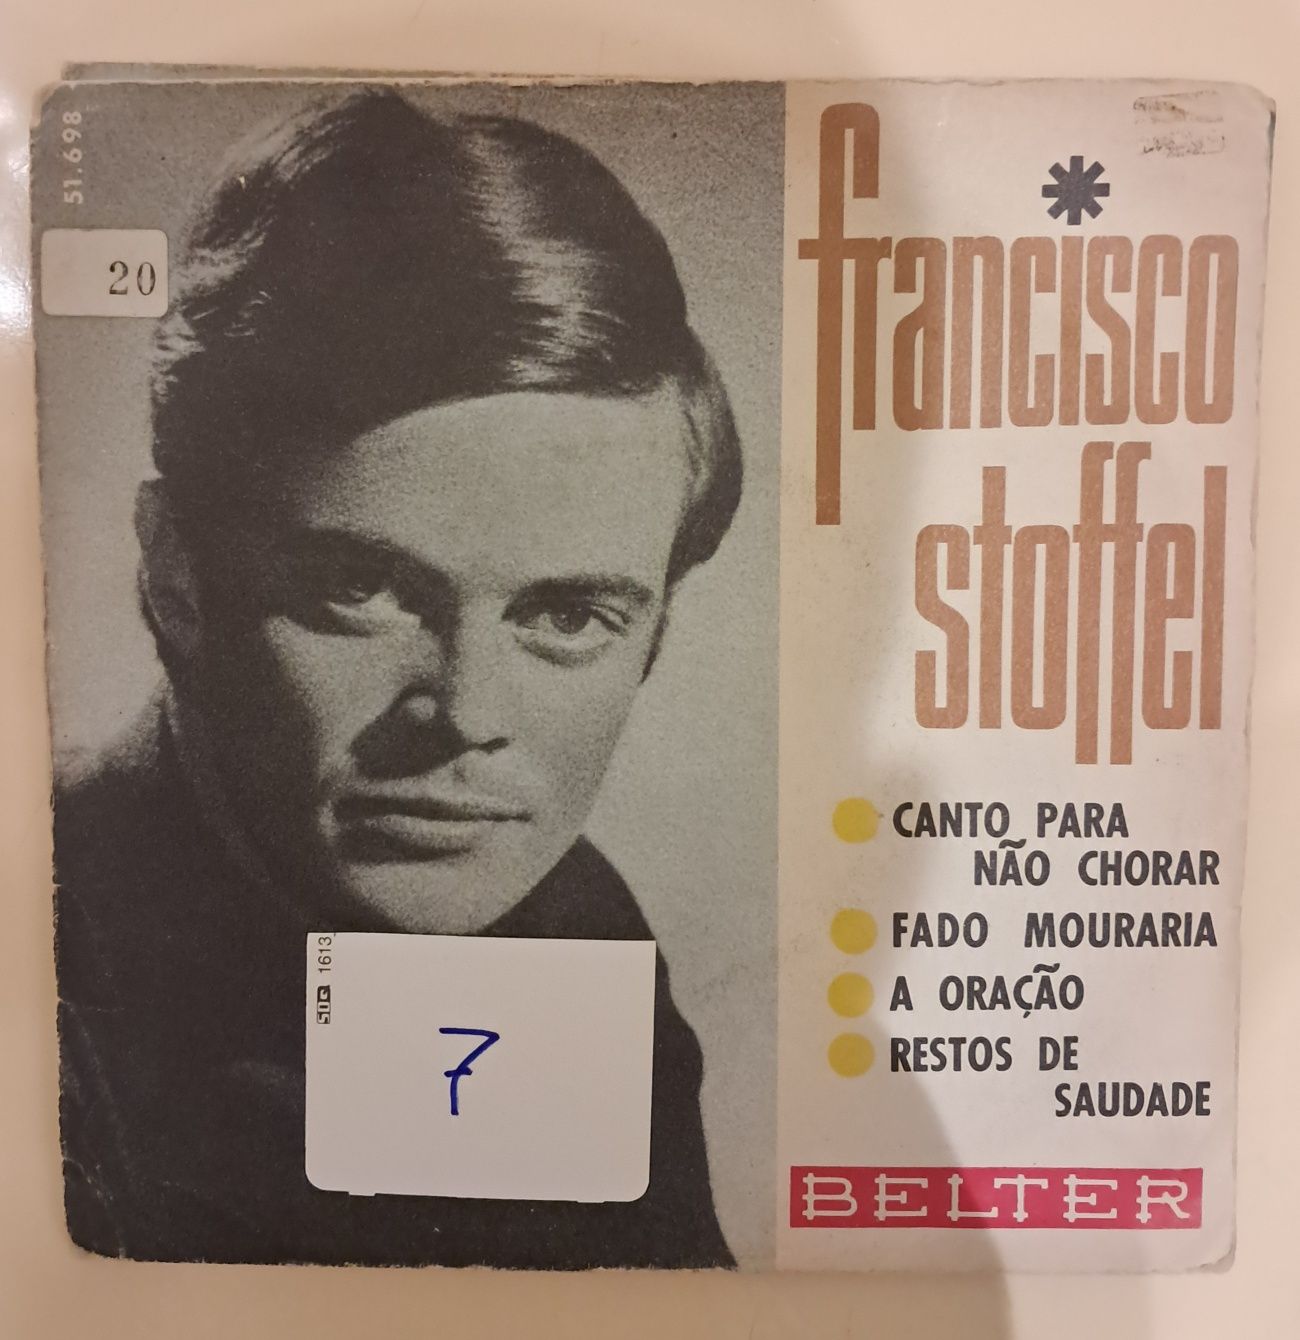 51.698
20
francisco
stoffel
CANTO PARA
NÃO CHORAR
FADO MOURARIA
A ORAÇÃO
RESTOS DE
SAUDADE
BELTER
1613
7